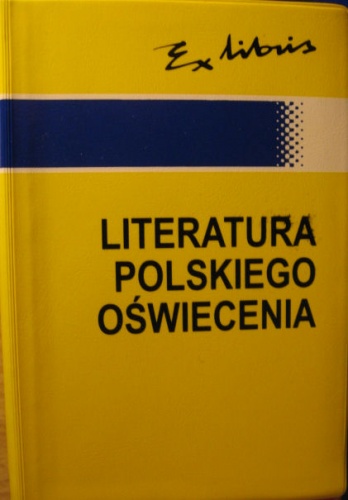 Ex libris
LITERATURA
POLSKIEGO
OŚWIECENIA